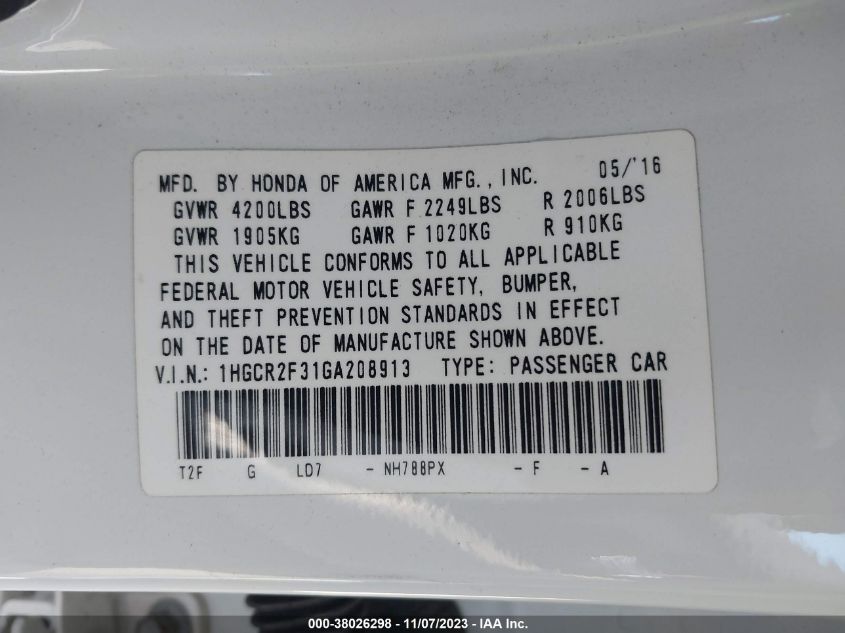 MFD. BY HONDA OF AMERICA MFG., INC. 05/'16
GVWR 4200LBS GAWR F 2249LBS R 2006LBS
GVWR 1905KG GAWR F 1020KG R 910KG
THIS VEHICLE CONFORMS TO ALL APPLICABLE
FEDERAL MOTOR VEHICLE SAFETY, BUMPER,
AND THEFT PREVENTION STANDARDS IN EFFECT
ON THE DATE OF MANUFACTURE SHOWN ABOVE.
V.I.N.: 1HGCR2F31GA208913 TYPE: PASSENGER CAR
T2F G LD7 - NH788PX - F - A
000-38026298 - 11/07/2023 - IAA Inc.